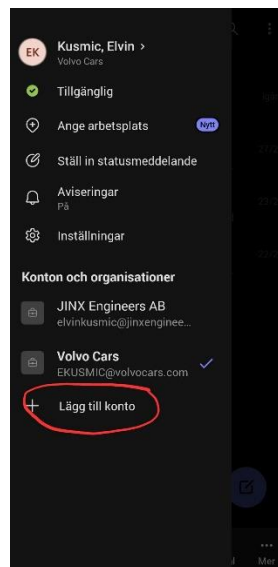 EK
Kusmic, Elvin >
Volvo Cars
Tillgänglig
Ange arbetsplats
Nytt
Ställ in statusmeddelande
Aviseringar
På
Inställningar
Konton och organisationer
JINX Engineers AB
elvinkusmic@jinxenginee...
Volvo Cars
EKUSMIC@volvocars.com
Lägg till konto
Mer